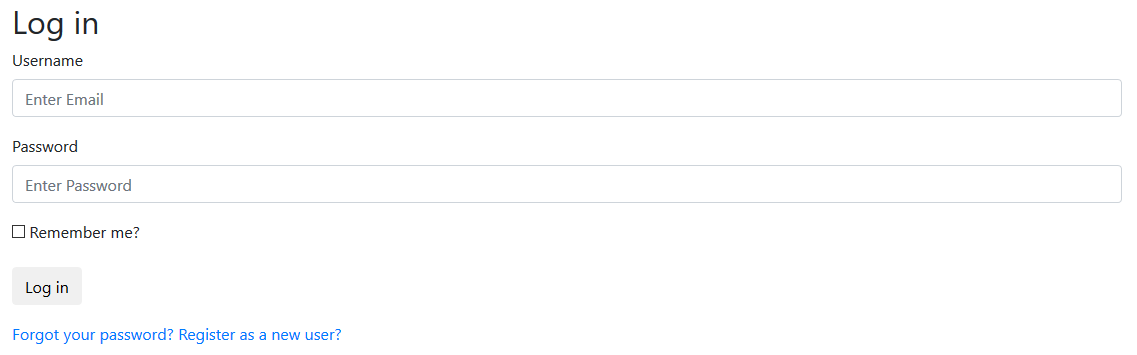 Log in
Username
Enter Email
Password
Enter Password
Remember me?
Log in
Forgot your password? Register as a new user?